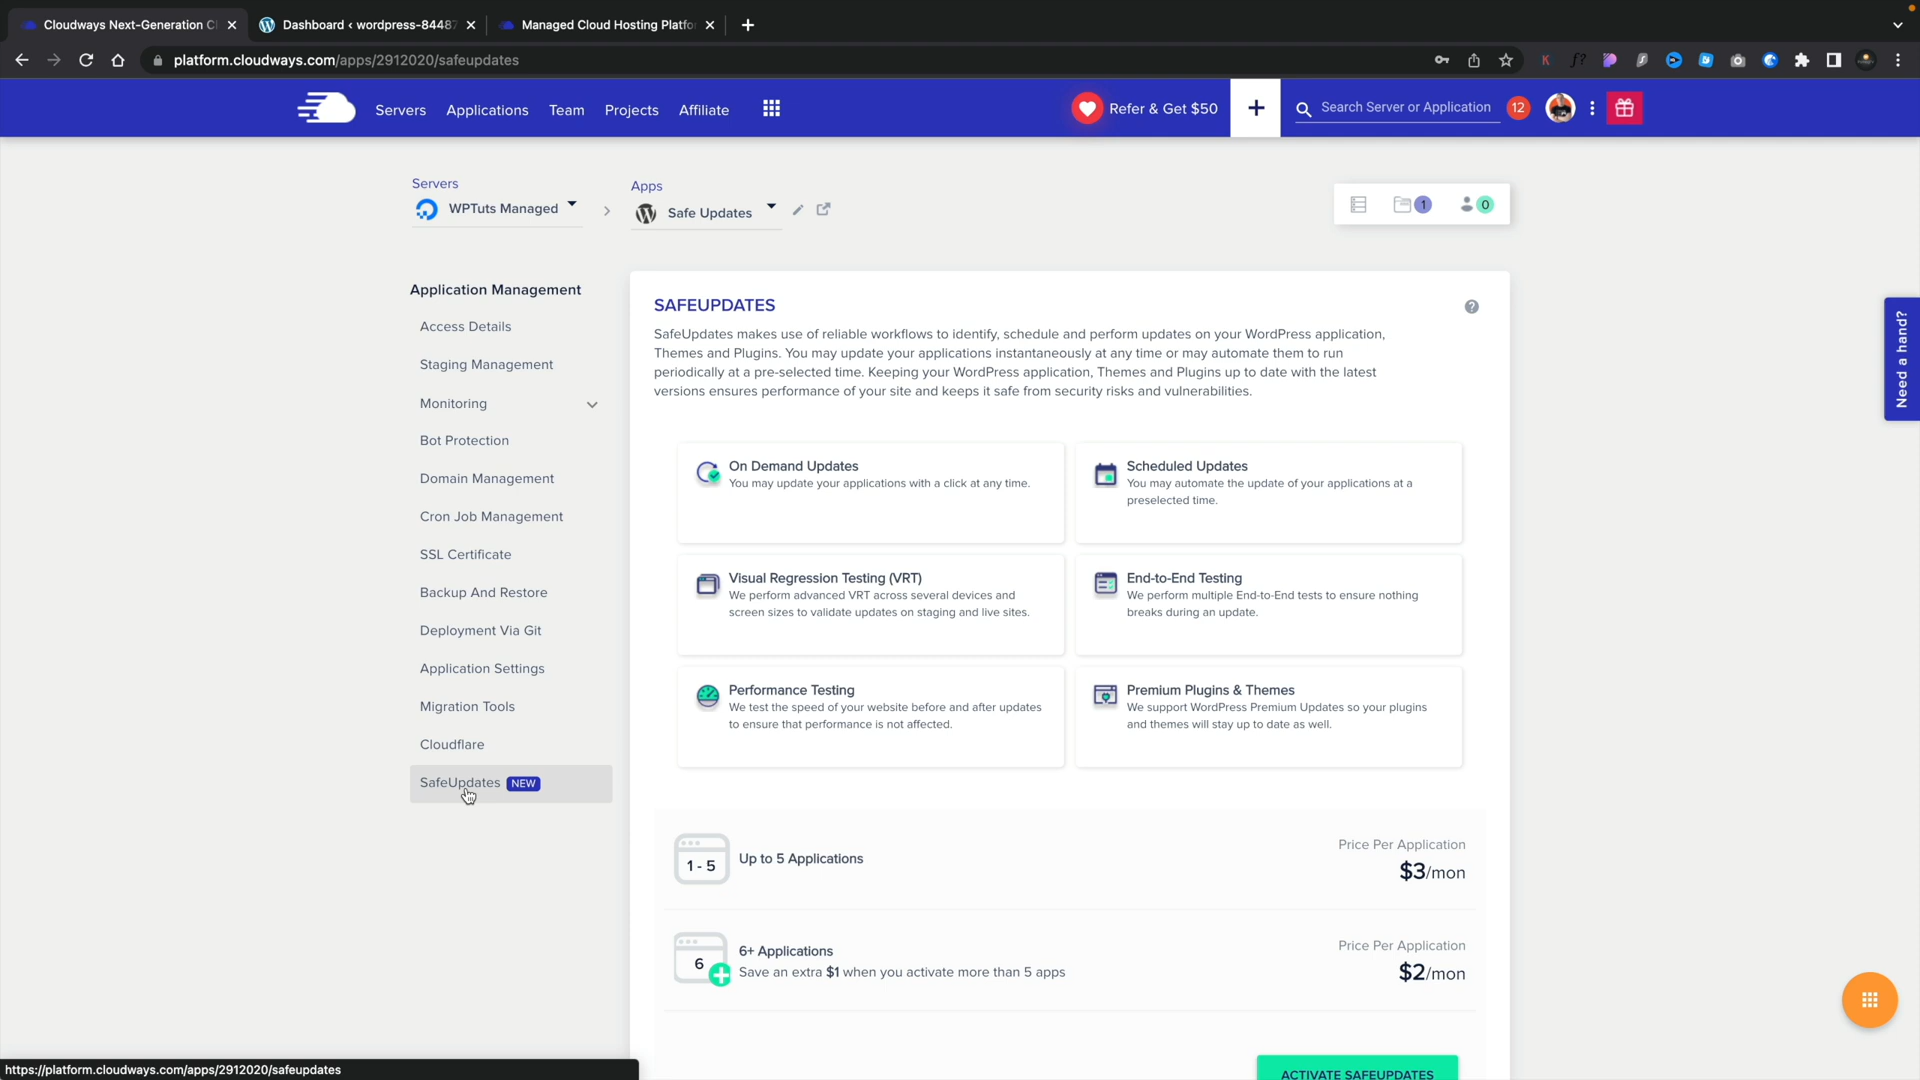 Cloudways Next-Generation C
Dashboard ‹ wordpress-84487
Managed Cloud Hosting Platfo
platform.cloudways.com/apps/2912020/safeupdates
Servers
Applications
Team
Projects
Affiliate
Refer & Get $50
+
Search Server or Application
12
Servers
WPTuts Managed
Apps
Safe Updates
1
0
Need a hand?
Application Management
Access Details
Staging Management
Monitoring
Bot Protection
Domain Management
Cron Job Management
SSL Certificate
Backup And Restore
Deployment Via Git
Application Settings
Migration Tools
Cloudflare
SafeUpdates NEW
SAFEUPDATES
SafeUpdates makes use of reliable workflows to identify, schedule and perform updates on your WordPress application,
Themes and Plugins. You may update your applications instantaneously at any time or may automate them to run
periodically at a pre-selected time. Keeping your WordPress application, Themes and Plugins up to date with the latest
versions ensures performance of your site and keeps it safe from security risks and vulnerabilities.
On Demand Updates
You may update your applications with a click at any time.
Scheduled Updates
You may automate the update of your applications at a
preselected time.
Visual Regression Testing (VRT)
We perform advanced VRT across several devices and
screen sizes to validate updates on staging and live sites.
End-to-End Testing
We perform multiple End-to-End tests to ensure nothing
breaks during an update.
Performance Testing
We test the speed of your website before and after updates
to ensure that performance is not affected.
Premium Plugins & Themes
We support WordPress Premium Updates so your plugins
and themes will stay up to date as well.
1 - 5
Up to 5 Applications
Price Per Application
$3/mon
6
6+ Applications
Save an extra $1 when you activate more than 5 apps
Price Per Application
$2/mon
ACTIVATE SAFEUPDATES
https://platform.cloudways.com/apps/2912020/safeupdates